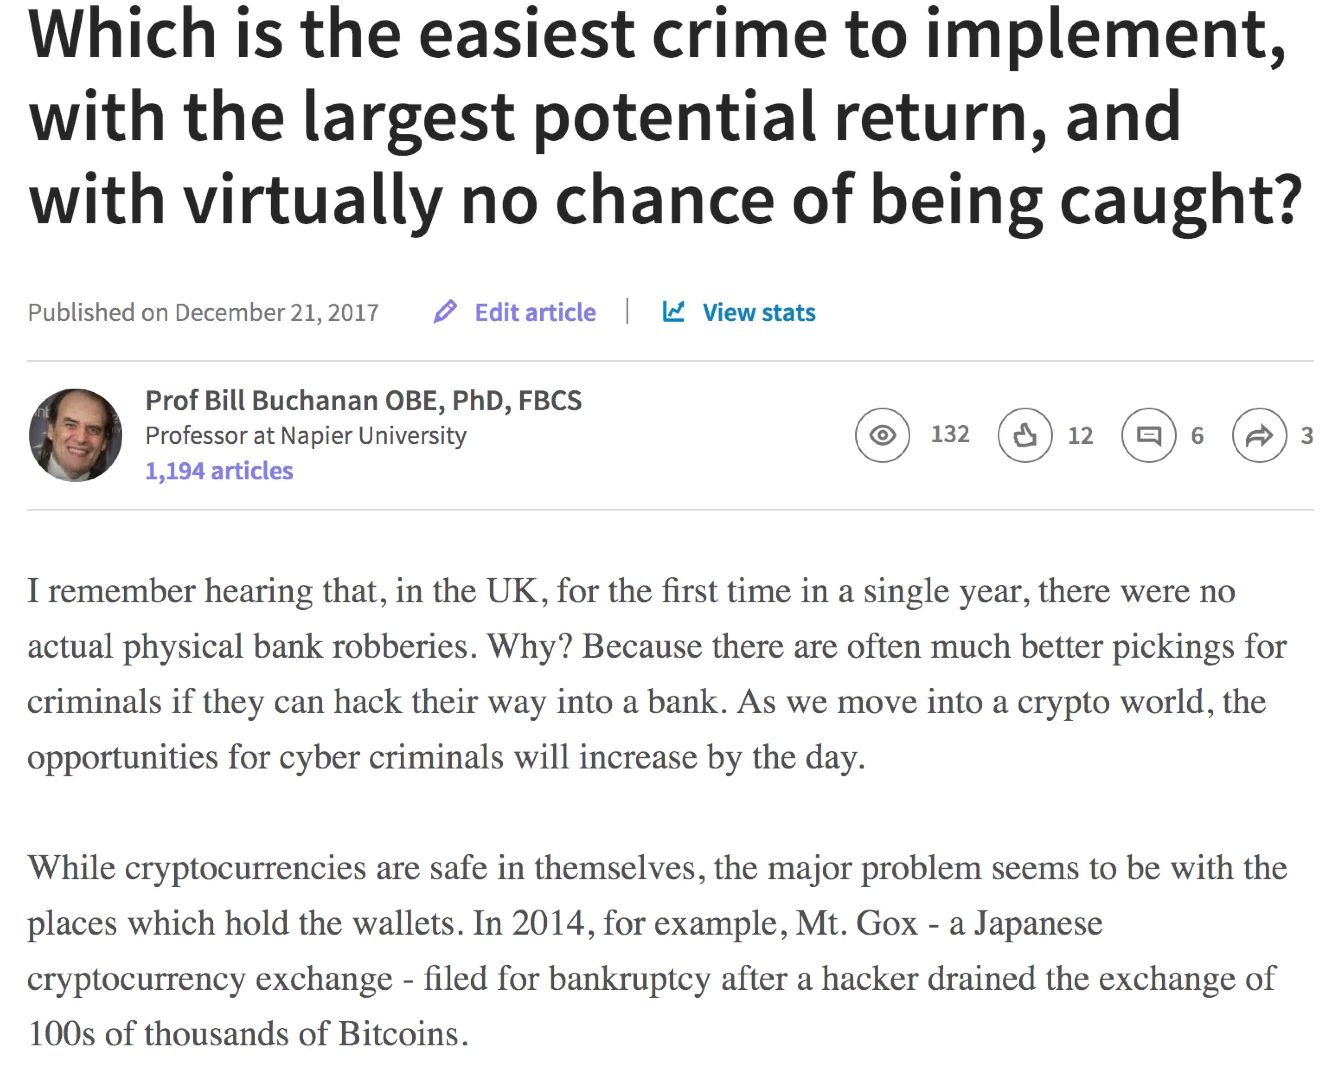 Which is the easiest crime to implement,
with the largest potential return, and
with virtually no chance of being caught?
Published on December 21, 2017 Edit article | View stats
Prof Bill Buchanan OBE, PhD, FBCS
Professor at Napier University
1,194 articles
132 12 6 3
I remember hearing that, in the UK, for the first time in a single year, there were no
actual physical bank robberies. Why? Because there are often much better pickings for
criminals if they can hack their way into a bank. As we move into a crypto world, the
opportunities for cyber criminals will increase by the day.
While cryptocurrencies are safe in themselves, the major problem seems to be with the
places which hold the wallets. In 2014, for example, Mt. Gox - a Japanese
cryptocurrency exchange - filed for bankruptcy after a hacker drained the exchange of
100s of thousands of Bitcoins.